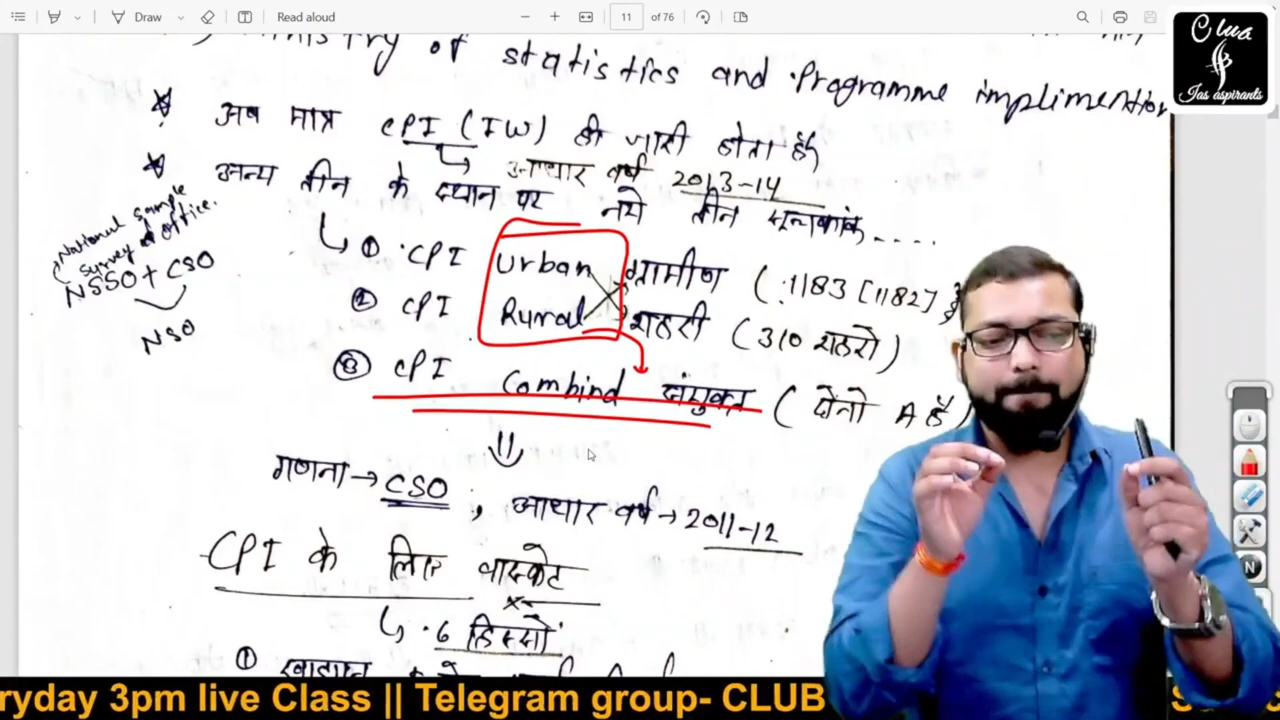 Draw
Read aloud
11 of 76
Clua
Ias aspirants
Ministry of statistics and Programme implimention
अब मात्र CPI (IW) ही जारी होता है
आधार वर्ष 2013-14
अन्य तीन के स्थान पर नये तीन सूचकांक ....
National Sample
Survey Office.
NSSO + CSO
NSO
① CPI Urban ग्रामीण (1183 [1182]
② CPI Rural शहरी (310 शहरो)
③ CPI Combind संयुक्त (दोनो A है)
गणना → CSO , आधार वर्ष → 2011-12
CPI के लिए बास्केट
6 हिस्सों
①
ryday 3pm live Class || Telegram group- CLUB